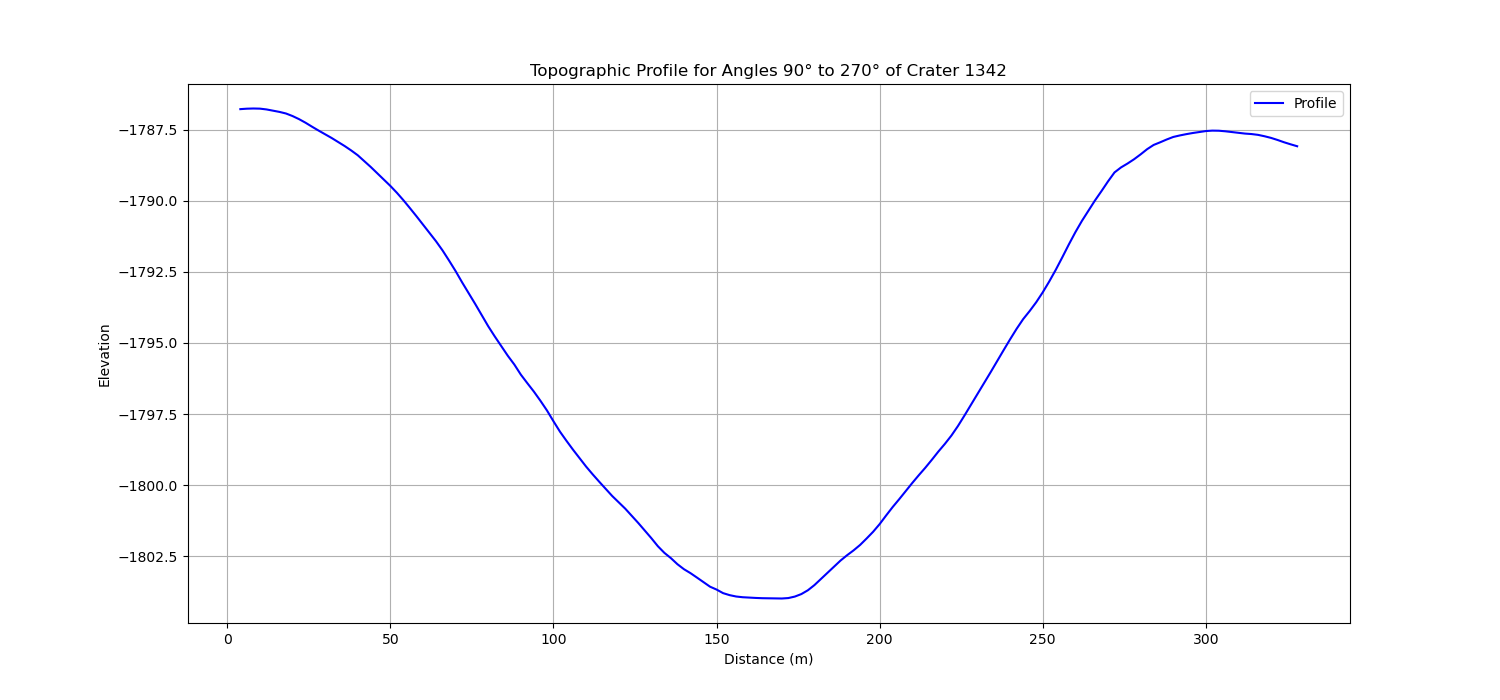 Topographic Profile for Angles 90° to 270° of Crater 1342
Profile
−1787.5
−1790.0
−1792.5
−1795.0
−1797.5
−1800.0
−1802.5
Elevation
0 50 100 150 200 250 300
Distance (m)